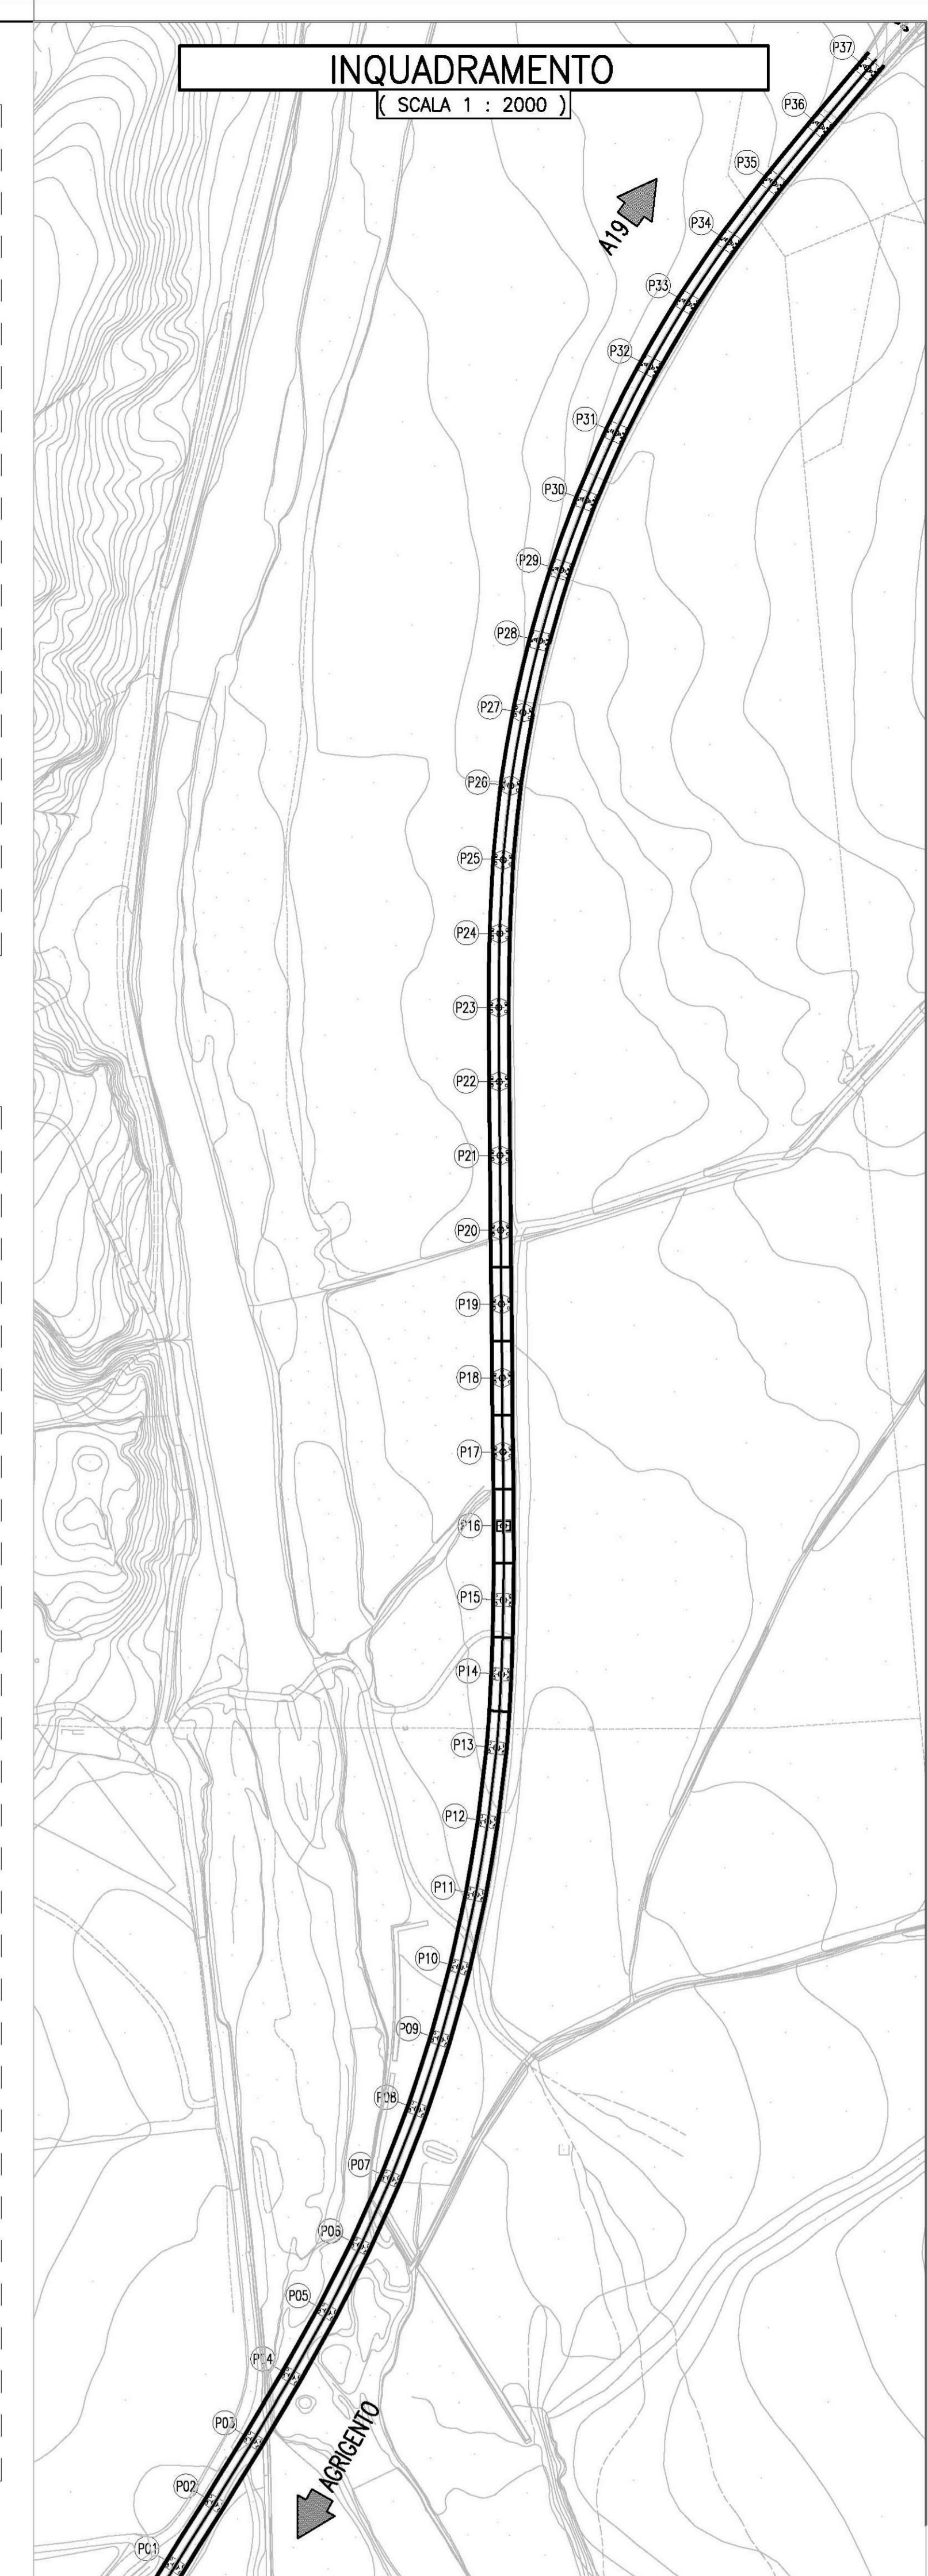 INQUADRAMENTO
( SCALA 1 : 2000 )
P37
P36
P35
A19
P34
P33
P32
P31
P30
P29
P28
P27
P26
P25
P24
P23
P22
P21
P20
P19
P18
P17
P16
P15
P14
P13
P12
P11
P10
P09
P08
P07
P06
P05
P03
AGRIGENTO
P02
P01